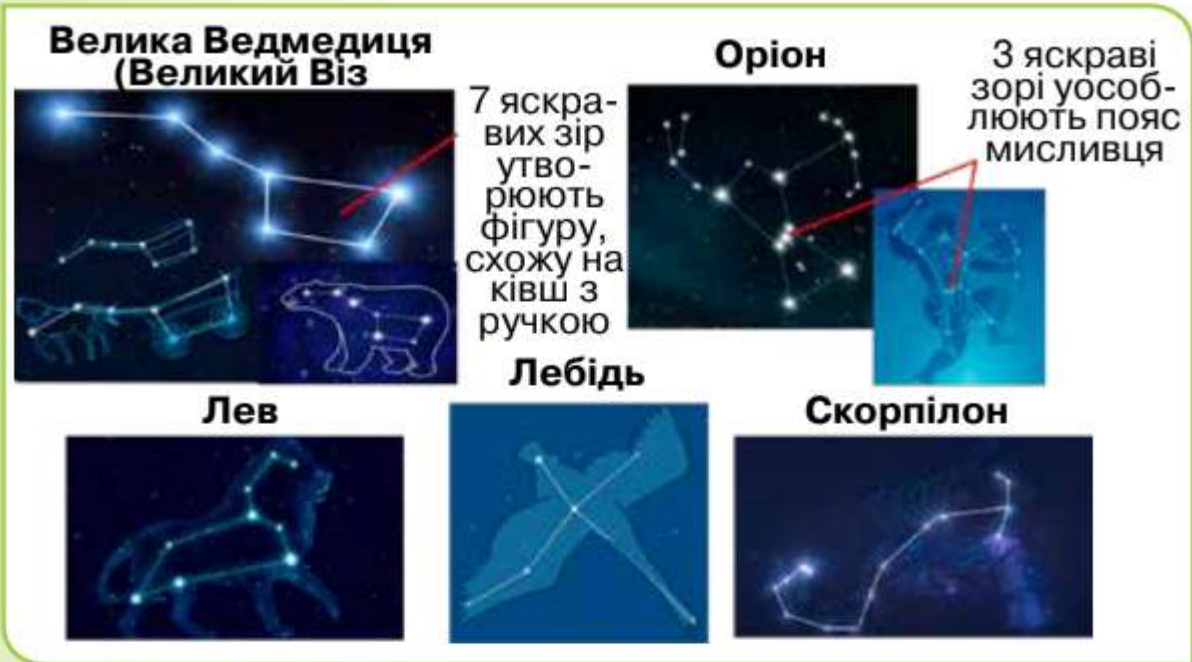 Велика Ведмедиця
(Великий Віз
7 яскра-
вих зір
утво-
рюють
фігуру,
схожу на
ківш з
ручкою
Оріон
3 яскраві
зорі уособ-
люють пояс
мисливця
Лев
Лебідь
Скорпілон